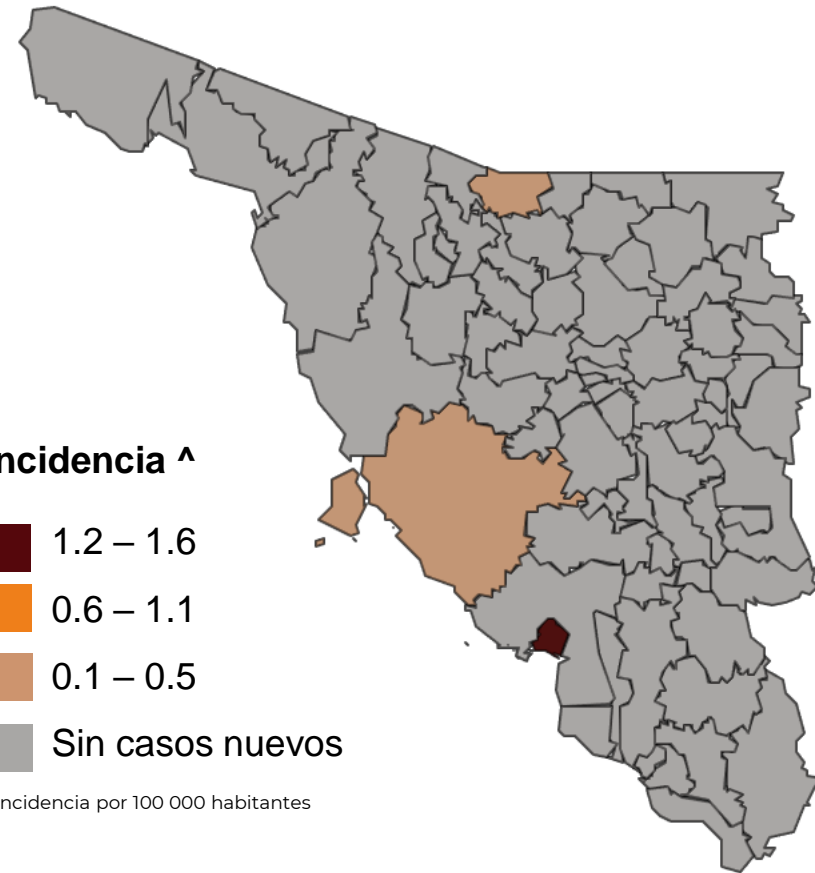 ncidencia ^
1.2 – 1.6
0.6 – 1.1
0.1 – 0.5
Sin casos nuevos
ncidencia por 100 000 habitantes